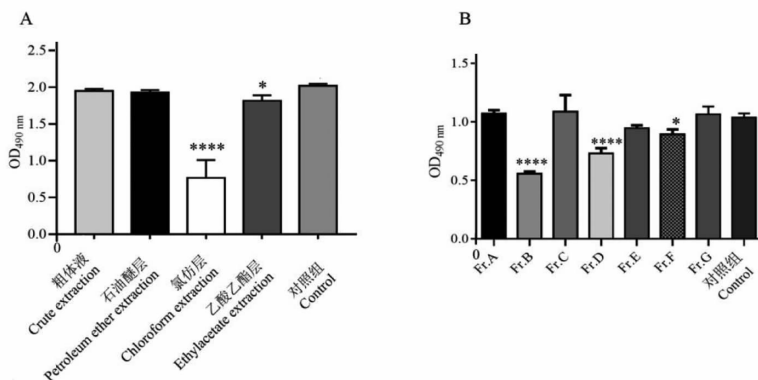 A
2.5
2.0
1.5
1.0
0.5
0.0
0
OD490 nm
****
*
粗体液
Crute extraction
石油醚层
Petroleum ether extraction
氯仿层
Chloroform extraction
乙酸乙酯层
Ethylacetate extraction
对照组
Control
B
1.5
1.0
0.5
0.0
0
OD490 nm
****
****
*
Fr.A
Fr.B
Fr.C
Fr.D
Fr.E
Fr.F
Fr.G
对照组
Control